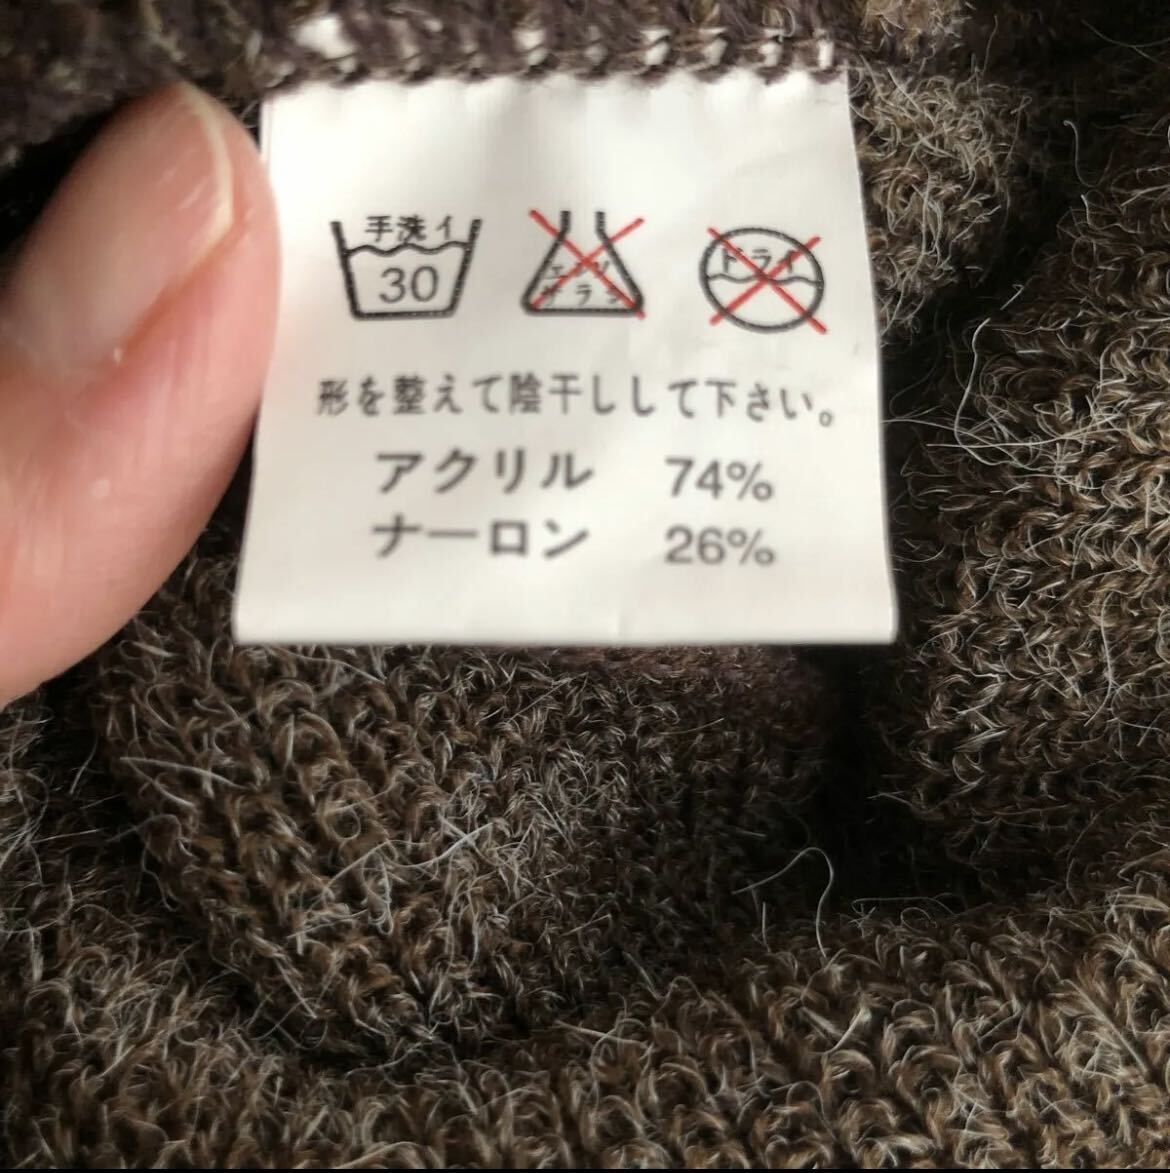 手洗イ
30
エンソ
サラシ
ドライ
形を整えて陰干しして下さい。
アクリル 74%
ナーロン 26%